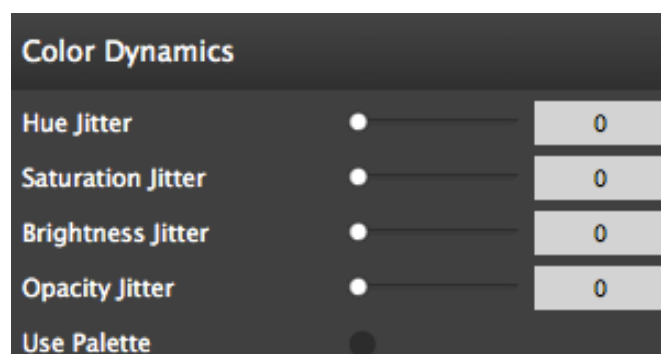 Color Dynamics
Hue Jitter 0
Saturation Jitter 0
Brightness Jitter 0
Opacity Jitter 0
Use Palette